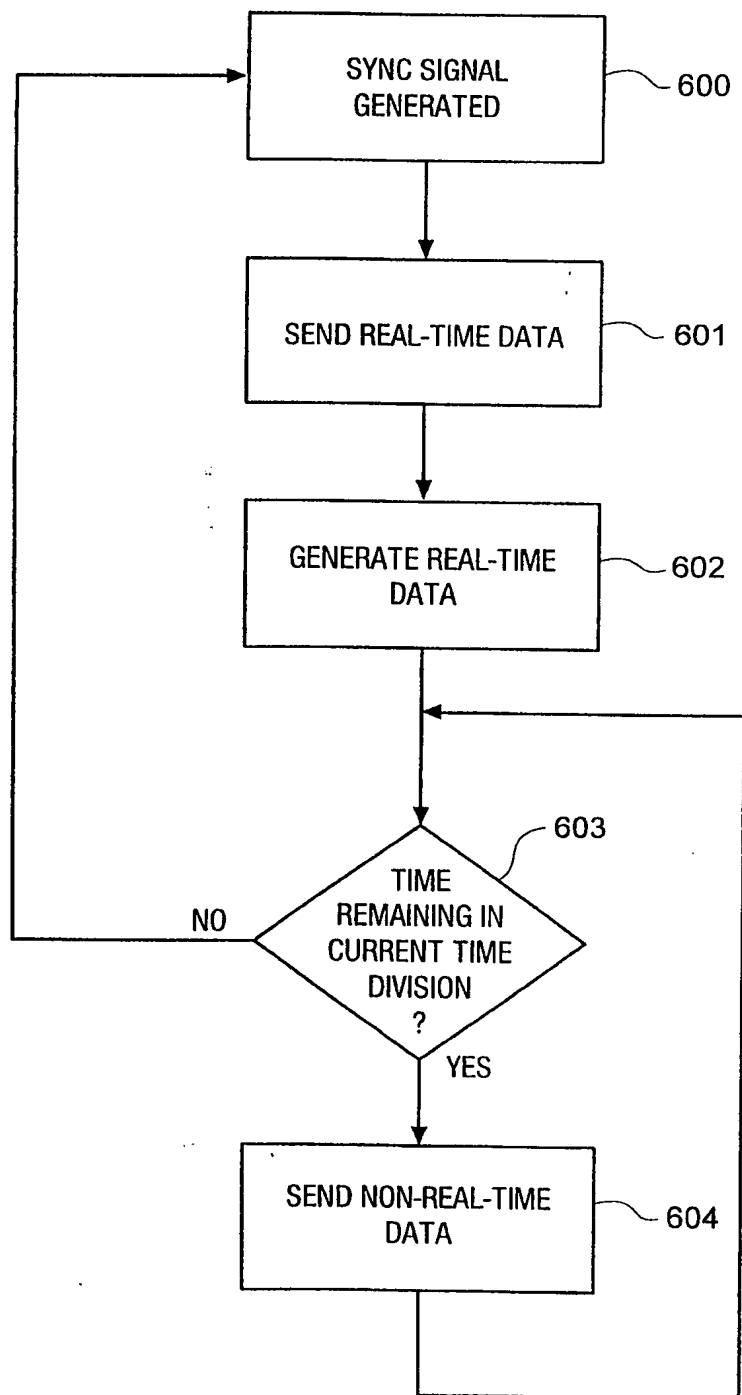 SYNC SIGNAL
GENERATED
600
SEND REAL-TIME DATA
601
GENERATE REAL-TIME
DATA
602
603
TIME
REMAINING IN
CURRENT TIME
DIVISION
?
NO
YES
SEND NON-REAL-TIME
DATA
604